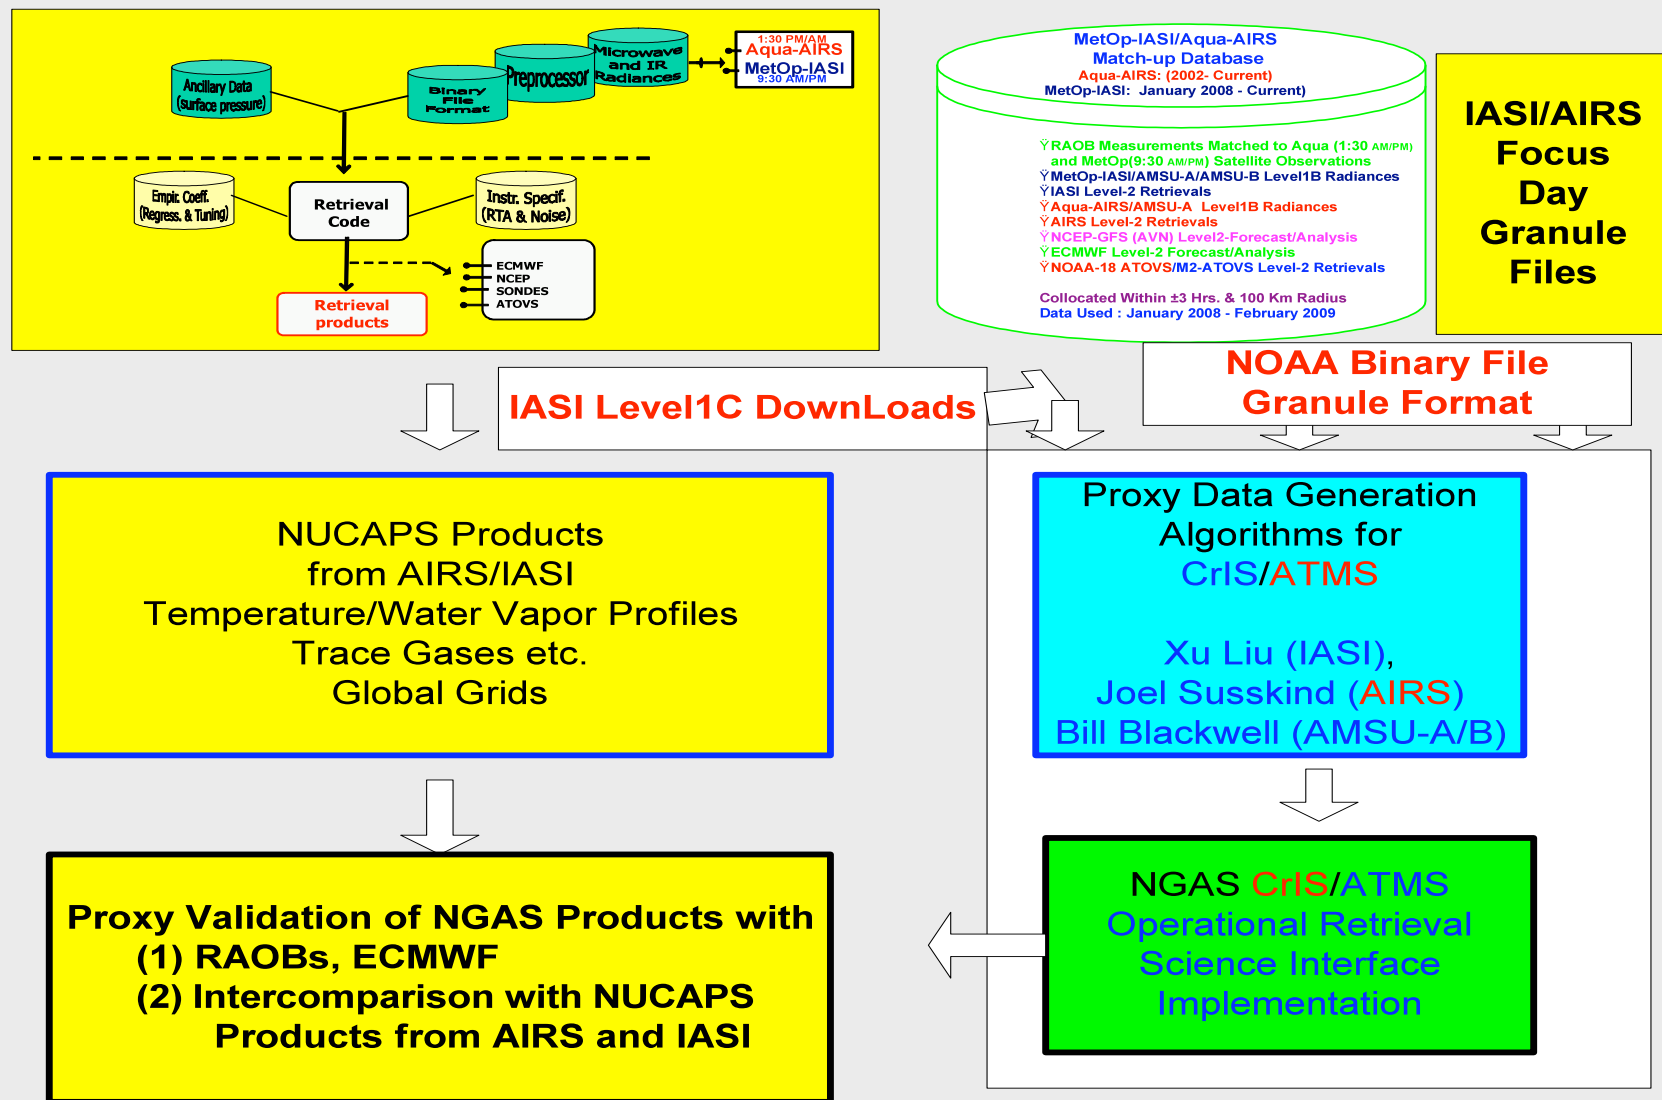 1:30 PM/AM
Aqua-AIRS
MetOp-IASI
9:30 AM/PM
Microwave
and IR
Radiances
Preprocessor
Binary
File
Format
Ancillary Data
(surface pressure)
Empir. Coeff.
(Regress. & Tuning)
Retrieval
Code
Instr. Specif.
(RTA & Noise)
ECMWF
NCEP
SONDES
ATOVS
Retrieval
products
MetOp-IASI/Aqua-AIRS
Match-up Database
Aqua-AIRS: (2002- Current)
MetOp-IASI: January 2008 - Current)
ŸRAOB Measurements Matched to Aqua (1:30 AM/PM)
and MetOp(9:30 AM/PM) Satellite Observations
ŸMetOp-IASI/AMSU-A/AMSU-B Level1B Radiances
ŸIASI Level-2 Retrievals
ŸAqua-AIRS/AMSU-A Level1B Radiances
ŸAIRS Level-2 Retrievals
ŸNCEP-GFS (AVN) Level2-Forecast/Analysis
ŸECMWF Level-2 Forecast/Analysis
ŸNOAA-18 ATOVS/M2-ATOVS Level-2 Retrievals
Collocated Within ±3 Hrs. & 100 Km Radius
Data Used : January 2008 - February 2009
IASI/AIRS
Focus
Day
Granule
Files
IASI Level1C DownLoads
NOAA Binary File
Granule Format
NUCAPS Products
from AIRS/IASI
Temperature/Water Vapor Profiles
Trace Gases etc.
Global Grids
Proxy Data Generation
Algorithms for
CrIS/ATMS
Xu Liu (IASI),
Joel Susskind (AIRS)
Bill Blackwell (AMSU-A/B)
Proxy Validation of NGAS Products with
(1) RAOBs, ECMWF
(2) Intercomparison with NUCAPS
Products from AIRS and IASI
NGAS CrIS/ATMS
Operational Retrieval
Science Interface
Implementation